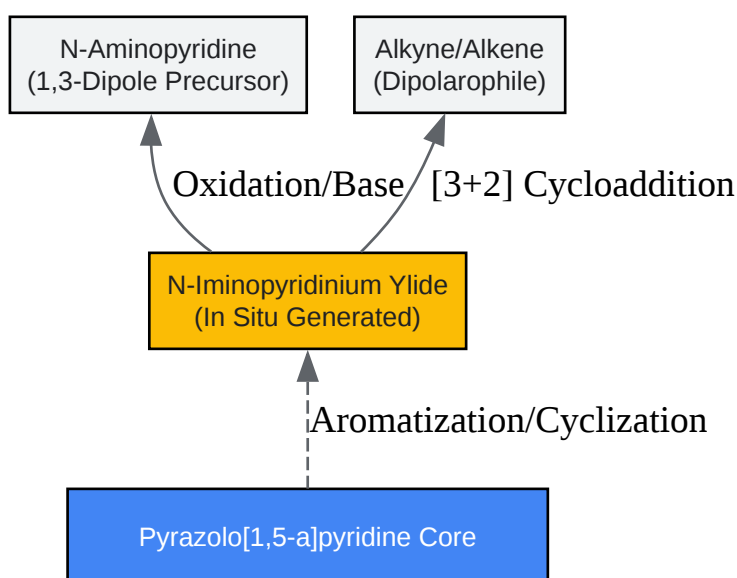 N-Aminopyridine
(1,3-Dipole Precursor)
Alkyne/Alkene
(Dipolarophile)
Oxidation/Base
[3+2] Cycloaddition
N-Iminopyridinium Ylide
(In Situ Generated)
Aromatization/Cyclization
Pyrazolo[1,5-a]pyridine Core